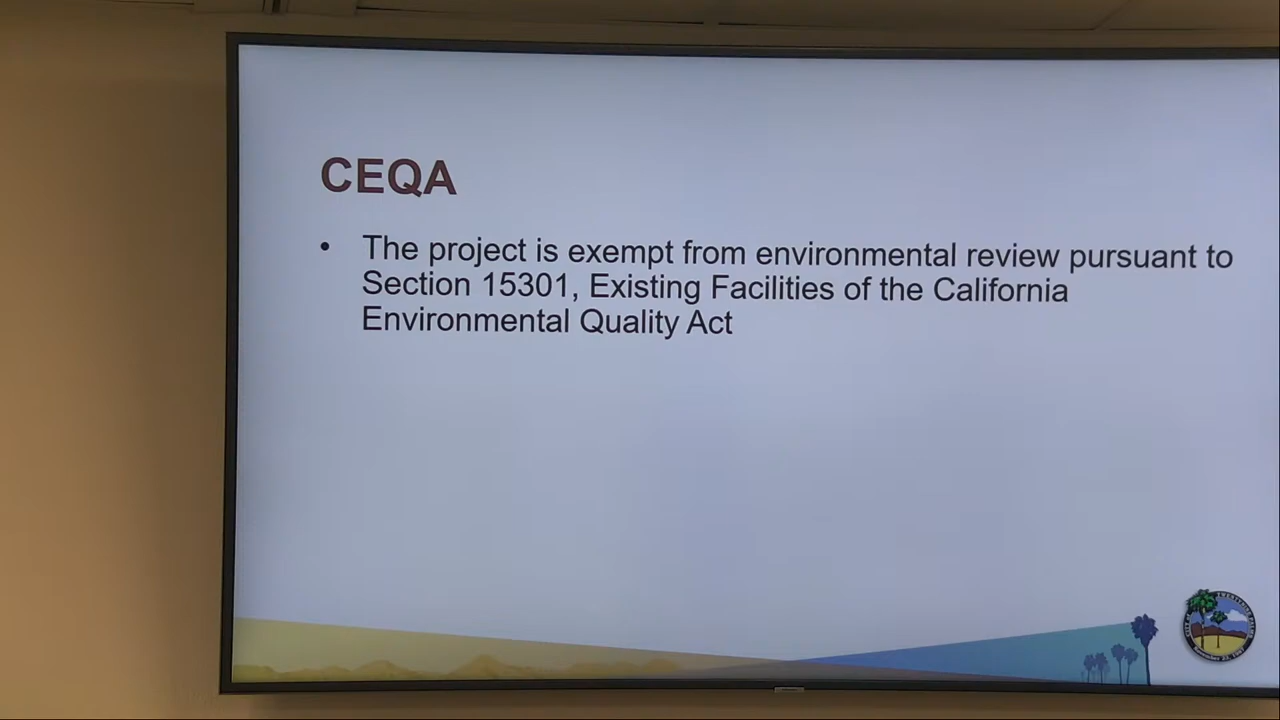 CEQA
• The project is exempt from environmental review pursuant to
Section 15301, Existing Facilities of the California
Environmental Quality Act